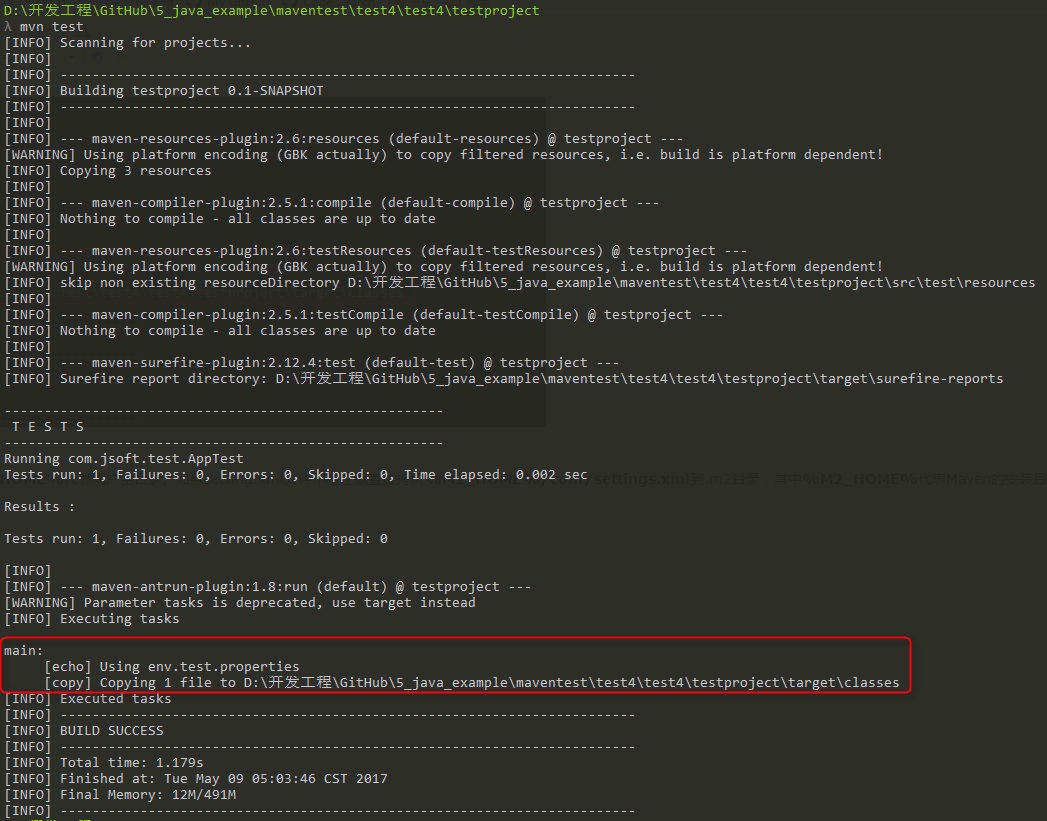 D:\开发工程\GitHub\5_java_example\maventest\test4\test4\testproject
λ mvn test
[INFO] Scanning for projects...
[INFO]
[INFO] ------------------------------------------------------------------------
[INFO] Building testproject 0.1-SNAPSHOT
[INFO] ------------------------------------------------------------------------
[INFO]
[INFO] --- maven-resources-plugin:2.6:resources (default-resources) @ testproject ---
[WARNING] Using platform encoding (GBK actually) to copy filtered resources, i.e. build is platform dependent!
[INFO] Copying 3 resources
[INFO]
[INFO] --- maven-compiler-plugin:2.5.1:compile (default-compile) @ testproject ---
[INFO] Nothing to compile - all classes are up to date
[INFO]
[INFO] --- maven-resources-plugin:2.6:testResources (default-testResources) @ testproject ---
[WARNING] Using platform encoding (GBK actually) to copy filtered resources, i.e. build is platform dependent!
[INFO] skip non existing resourceDirectory D:\开发工程\GitHub\5_java_example\maventest\test4\test4\testproject\src\test\resources
[INFO]
[INFO] --- maven-compiler-plugin:2.5.1:testCompile (default-testCompile) @ testproject ---
[INFO] Nothing to compile - all classes are up to date
[INFO]
[INFO] --- maven-surefire-plugin:2.12.4:test (default-test) @ testproject ---
[INFO] Surefire report directory: D:\开发工程\GitHub\5_java_example\maventest\test4\test4\testproject\target\surefire-reports
-------------------------------------------------------
T E S T S
-------------------------------------------------------
Running com.jsoft.test.AppTest
Tests run: 1, Failures: 0, Errors: 0, Skipped: 0, Time elapsed: 0.002 sec
Results :
Tests run: 1, Failures: 0, Errors: 0, Skipped: 0
[INFO]
[INFO] --- maven-antrun-plugin:1.8:run (default) @ testproject ---
[WARNING] Parameter tasks is deprecated, use target instead
[INFO] Executing tasks
main:
[echo] Using env.test.properties
[copy] Copying 1 file to D:\开发工程\GitHub\5_java_example\maventest\test4\test4\testproject\target\classes
[INFO] Executed tasks
[INFO] ------------------------------------------------------------------------
[INFO] BUILD SUCCESS
[INFO] ------------------------------------------------------------------------
[INFO] Total time: 1.179s
[INFO] Finished at: Tue May 09 05:03:46 CST 2017
[INFO] Final Memory: 12M/491M
[INFO] ------------------------------------------------------------------------